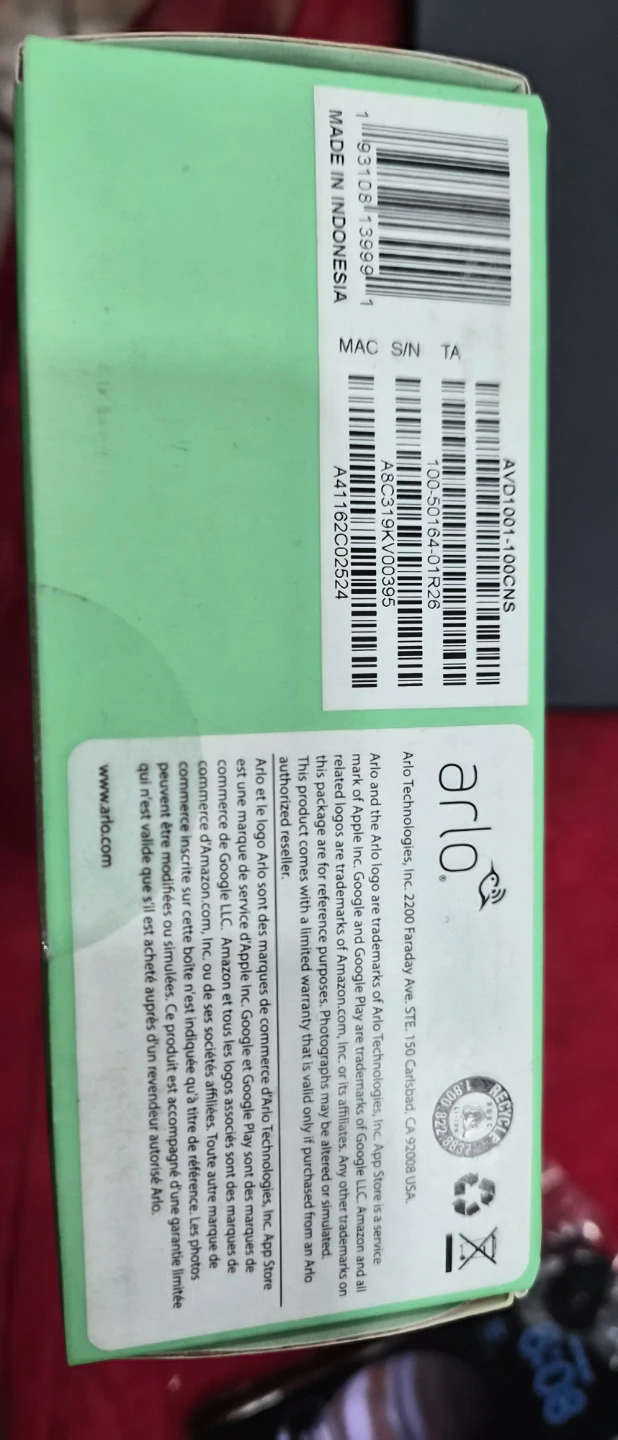 AVD1001-100CNS
TA
100-50164-01R26
S/N
A8C319KV00395
MAC
A41162C02524
1 93108 13999 1
MADE IN INDONESIA
arlo®
RECYCLE
1.800.
822.8837
Arlo Technologies, Inc. 2200 Faraday Ave. STE. 150 Carlsbad, CA 92008 USA.
Arlo and the Arlo logo are trademarks of Arlo Technologies, Inc. App Store is a service
mark of Apple Inc. Google and Google Play are trademarks of Google LLC. Amazon and all
related logos are trademarks of Amazon.com, Inc. or its affiliates. Any other trademarks on
this package are for reference purposes. Photographs may be altered or simulated.
This product comes with a limited warranty that is valid only if purchased from an Arlo
authorized reseller.
Arlo et le logo Arlo sont des marques de commerce d'Arlo Technologies, Inc. App Store
est une marque de service d'Apple Inc. Google et Google Play sont des marques de
commerce de Google LLC. Amazon et tous les logos associés sont des marques de
commerce d'Amazon.com, Inc. ou de ses sociétés affiliées. Toute autre marque de
commerce inscrite sur cette boîte n'est indiquée qu'à titre de référence. Les photos
peuvent être modifiées ou simulées. Ce produit est accompagné d'une garantie limitée
qui n'est valide que s'il est acheté auprès d'un revendeur autorisé Arlo.
www.arlo.com